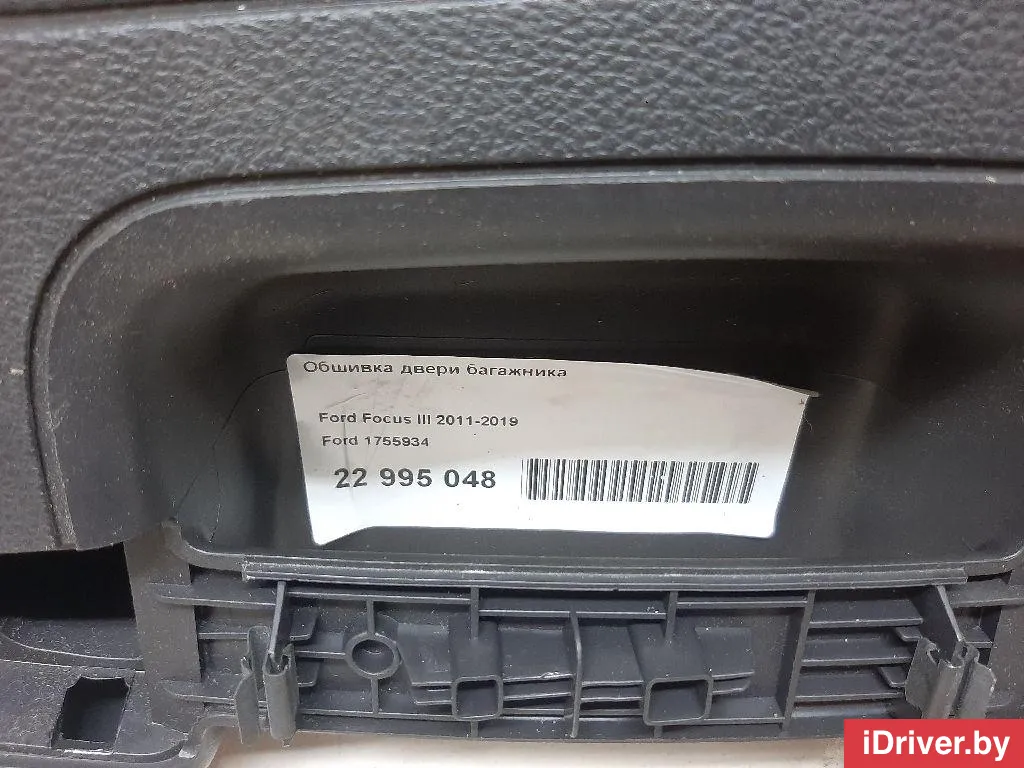 Обшивка двери багажника
Ford Focus III 2011-2019
Ford 1755934
22 995 048
iDriver.by